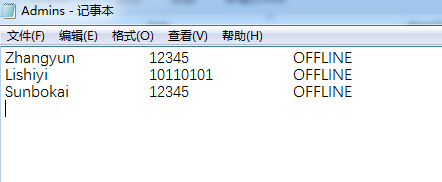 Admins - 记事本
文件(F) 编辑(E) 格式(O) 查看(V) 帮助(H)
Zhangyun 12345 OFFLINE
Lishiyi 10110101 OFFLINE
Sunbokai 12345 OFFLINE